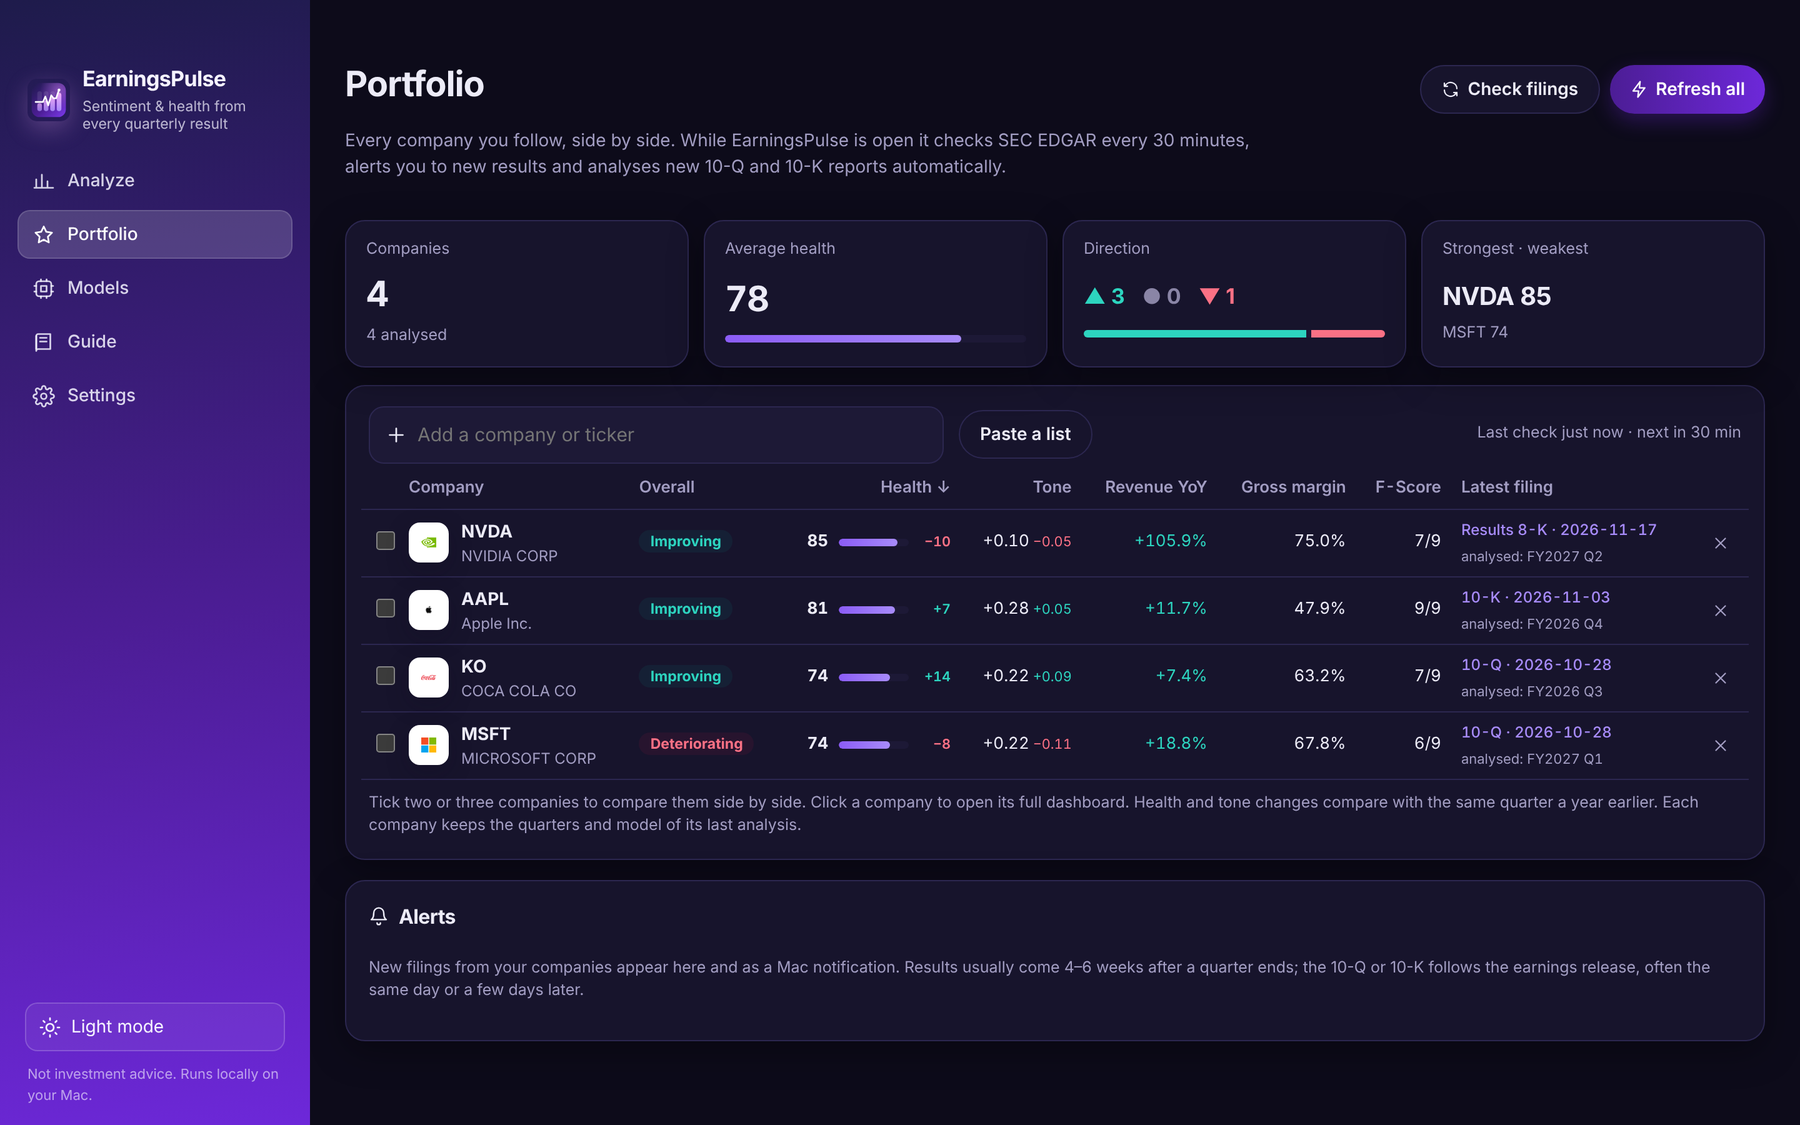 EarningsPulse
Sentiment & health from
every quarterly result
Analyze
Portfolio
Models
Guide
Settings
Light mode
Not investment advice. Runs locally on
your Mac.
Portfolio
Check filings
Refresh all
Every company you follow, side by side. While EarningsPulse is open it checks SEC EDGAR every 30 minutes,
alerts you to new results and analyses new 10-Q and 10-K reports automatically.
Companies
4
4 analysed
Average health
78
Direction
▲ 3 ● 0 ▼ 1
Strongest · weakest
NVDA 85
MSFT 74
+ Add a company or ticker
Paste a list
Last check just now · next in 30 min
Company Overall Health ↓ Tone Revenue YoY Gross margin F-Score Latest filing
NVDA
NVIDIA CORP
Improving 85 −10 +0.10 −0.05 +105.9% 75.0% 7/9
Results 8-K · 2026-11-17
analysed: FY2027 Q2
AAPL
Apple Inc.
Improving 81 +7 +0.28 +0.05 +11.7% 47.9% 9/9
10-K · 2026-11-03
analysed: FY2026 Q4
Coca-Cola
KO
COCA COLA CO
Improving 74 +14 +0.22 +0.09 +7.4% 63.2% 7/9
10-Q · 2026-10-28
analysed: FY2026 Q3
MSFT
MICROSOFT CORP
Deteriorating 74 −8 +0.22 −0.11 +18.8% 67.8% 6/9
10-Q · 2026-10-28
analysed: FY2027 Q1
Tick two or three companies to compare them side by side. Click a company to open its full dashboard. Health and tone changes compare with the same quarter a year earlier. Each
company keeps the quarters and model of its last analysis.
Alerts
New filings from your companies appear here and as a Mac notification. Results usually come 4–6 weeks after a quarter ends; the 10-Q or 10-K follows the earnings release, often the
same day or a few days later.